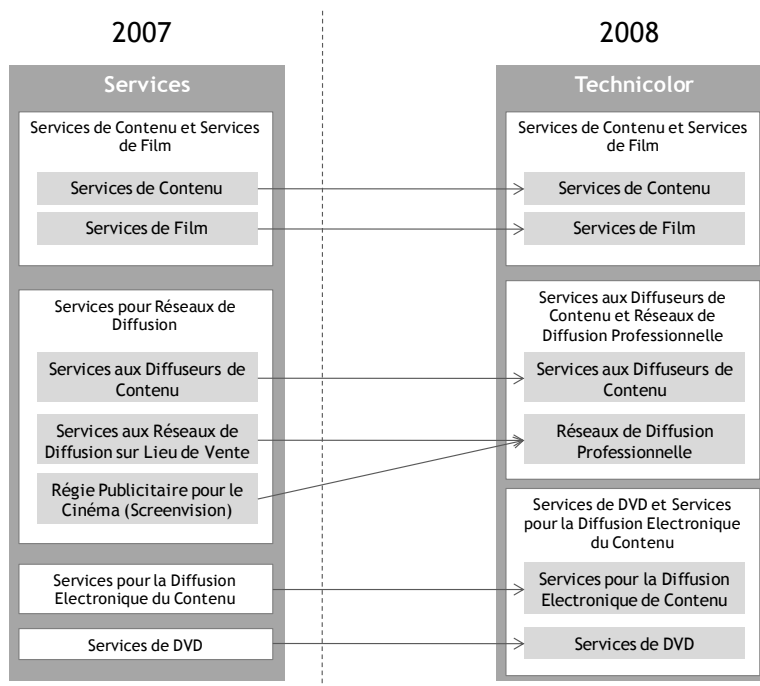 2007
Services
Services de Contenu et Services
de Film
Services de Contenu
Services de Film
Services pour Réseaux de
Diffusion
Services aux Diffuseurs de
Contenu
Services aux Réseaux de
Diffusion sur Lieu de Vente
Régie Publicitaire pour le
Cinéma (Screenvision)
Services pour la Diffusion
Electronique du Contenu
Services de DVD
2008
Technicolor
Services de Contenu et Services
de Film
Services de Contenu
Services de Film
Services aux Diffuseurs de
Contenu et Réseaux de
Diffusion Professionnelle
Services aux Diffuseurs de
Contenu
Réseaux de Diffusion
Professionnelle
Services de DVD et Services
pour la Diffusion Electronique
du Contenu
Services pour la Diffusion
Electronique de Contenu
Services de DVD